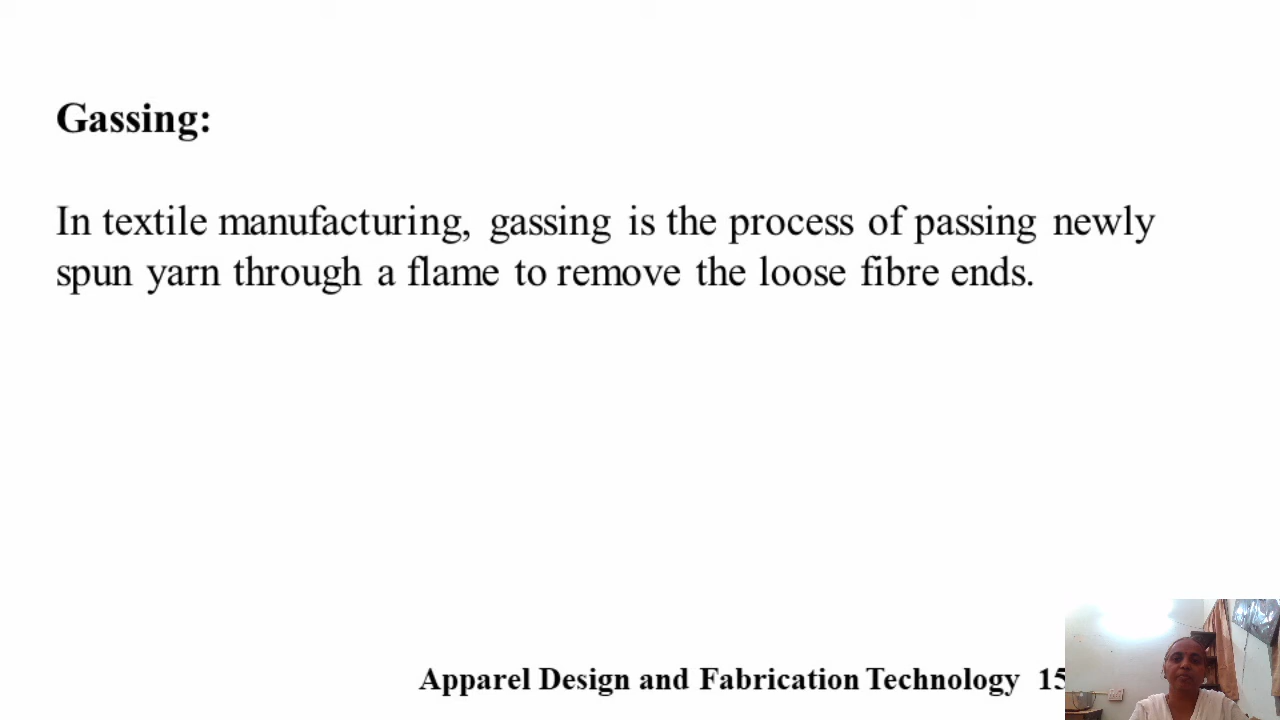 Gassing:
In textile manufacturing, gassing is the process of passing newly
spun yarn through a flame to remove the loose fibre ends.
Apparel Design and Fabrication Technology 15